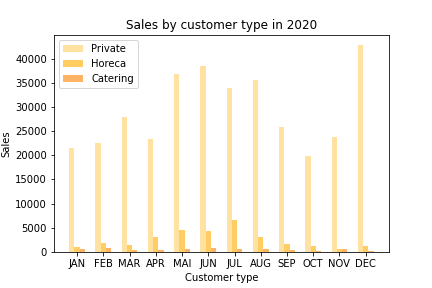 Sales by customer type in 2020
Private
Horeca
Catering
40000
35000
30000
25000
20000
15000
10000
5000
0
Sales
JAN FEB MAR APR MAI JUN JUL AUG SEP OCT NOV DEC
Customer type